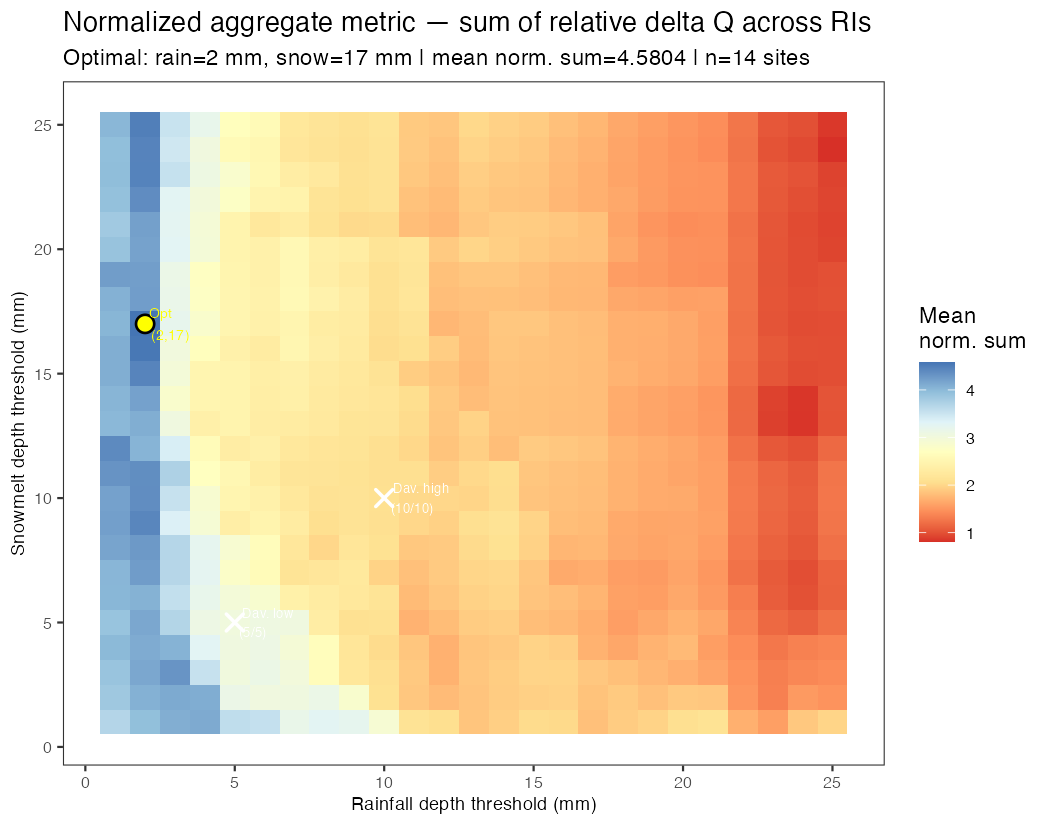 Normalized aggregate metric — sum of relative delta Q across RIs
Optimal: rain=2 mm, snow=17 mm | mean norm. sum=4.5804 | n=14 sites
25
20
15
10
5
0
Snowmelt depth threshold (mm)
Opt
(2/17)
Dav. high
(10/10)
Dav. low
(5/5)
0
5
10
15
20
25
Rainfall depth threshold (mm)
Mean
norm. sum
4
3
2
1